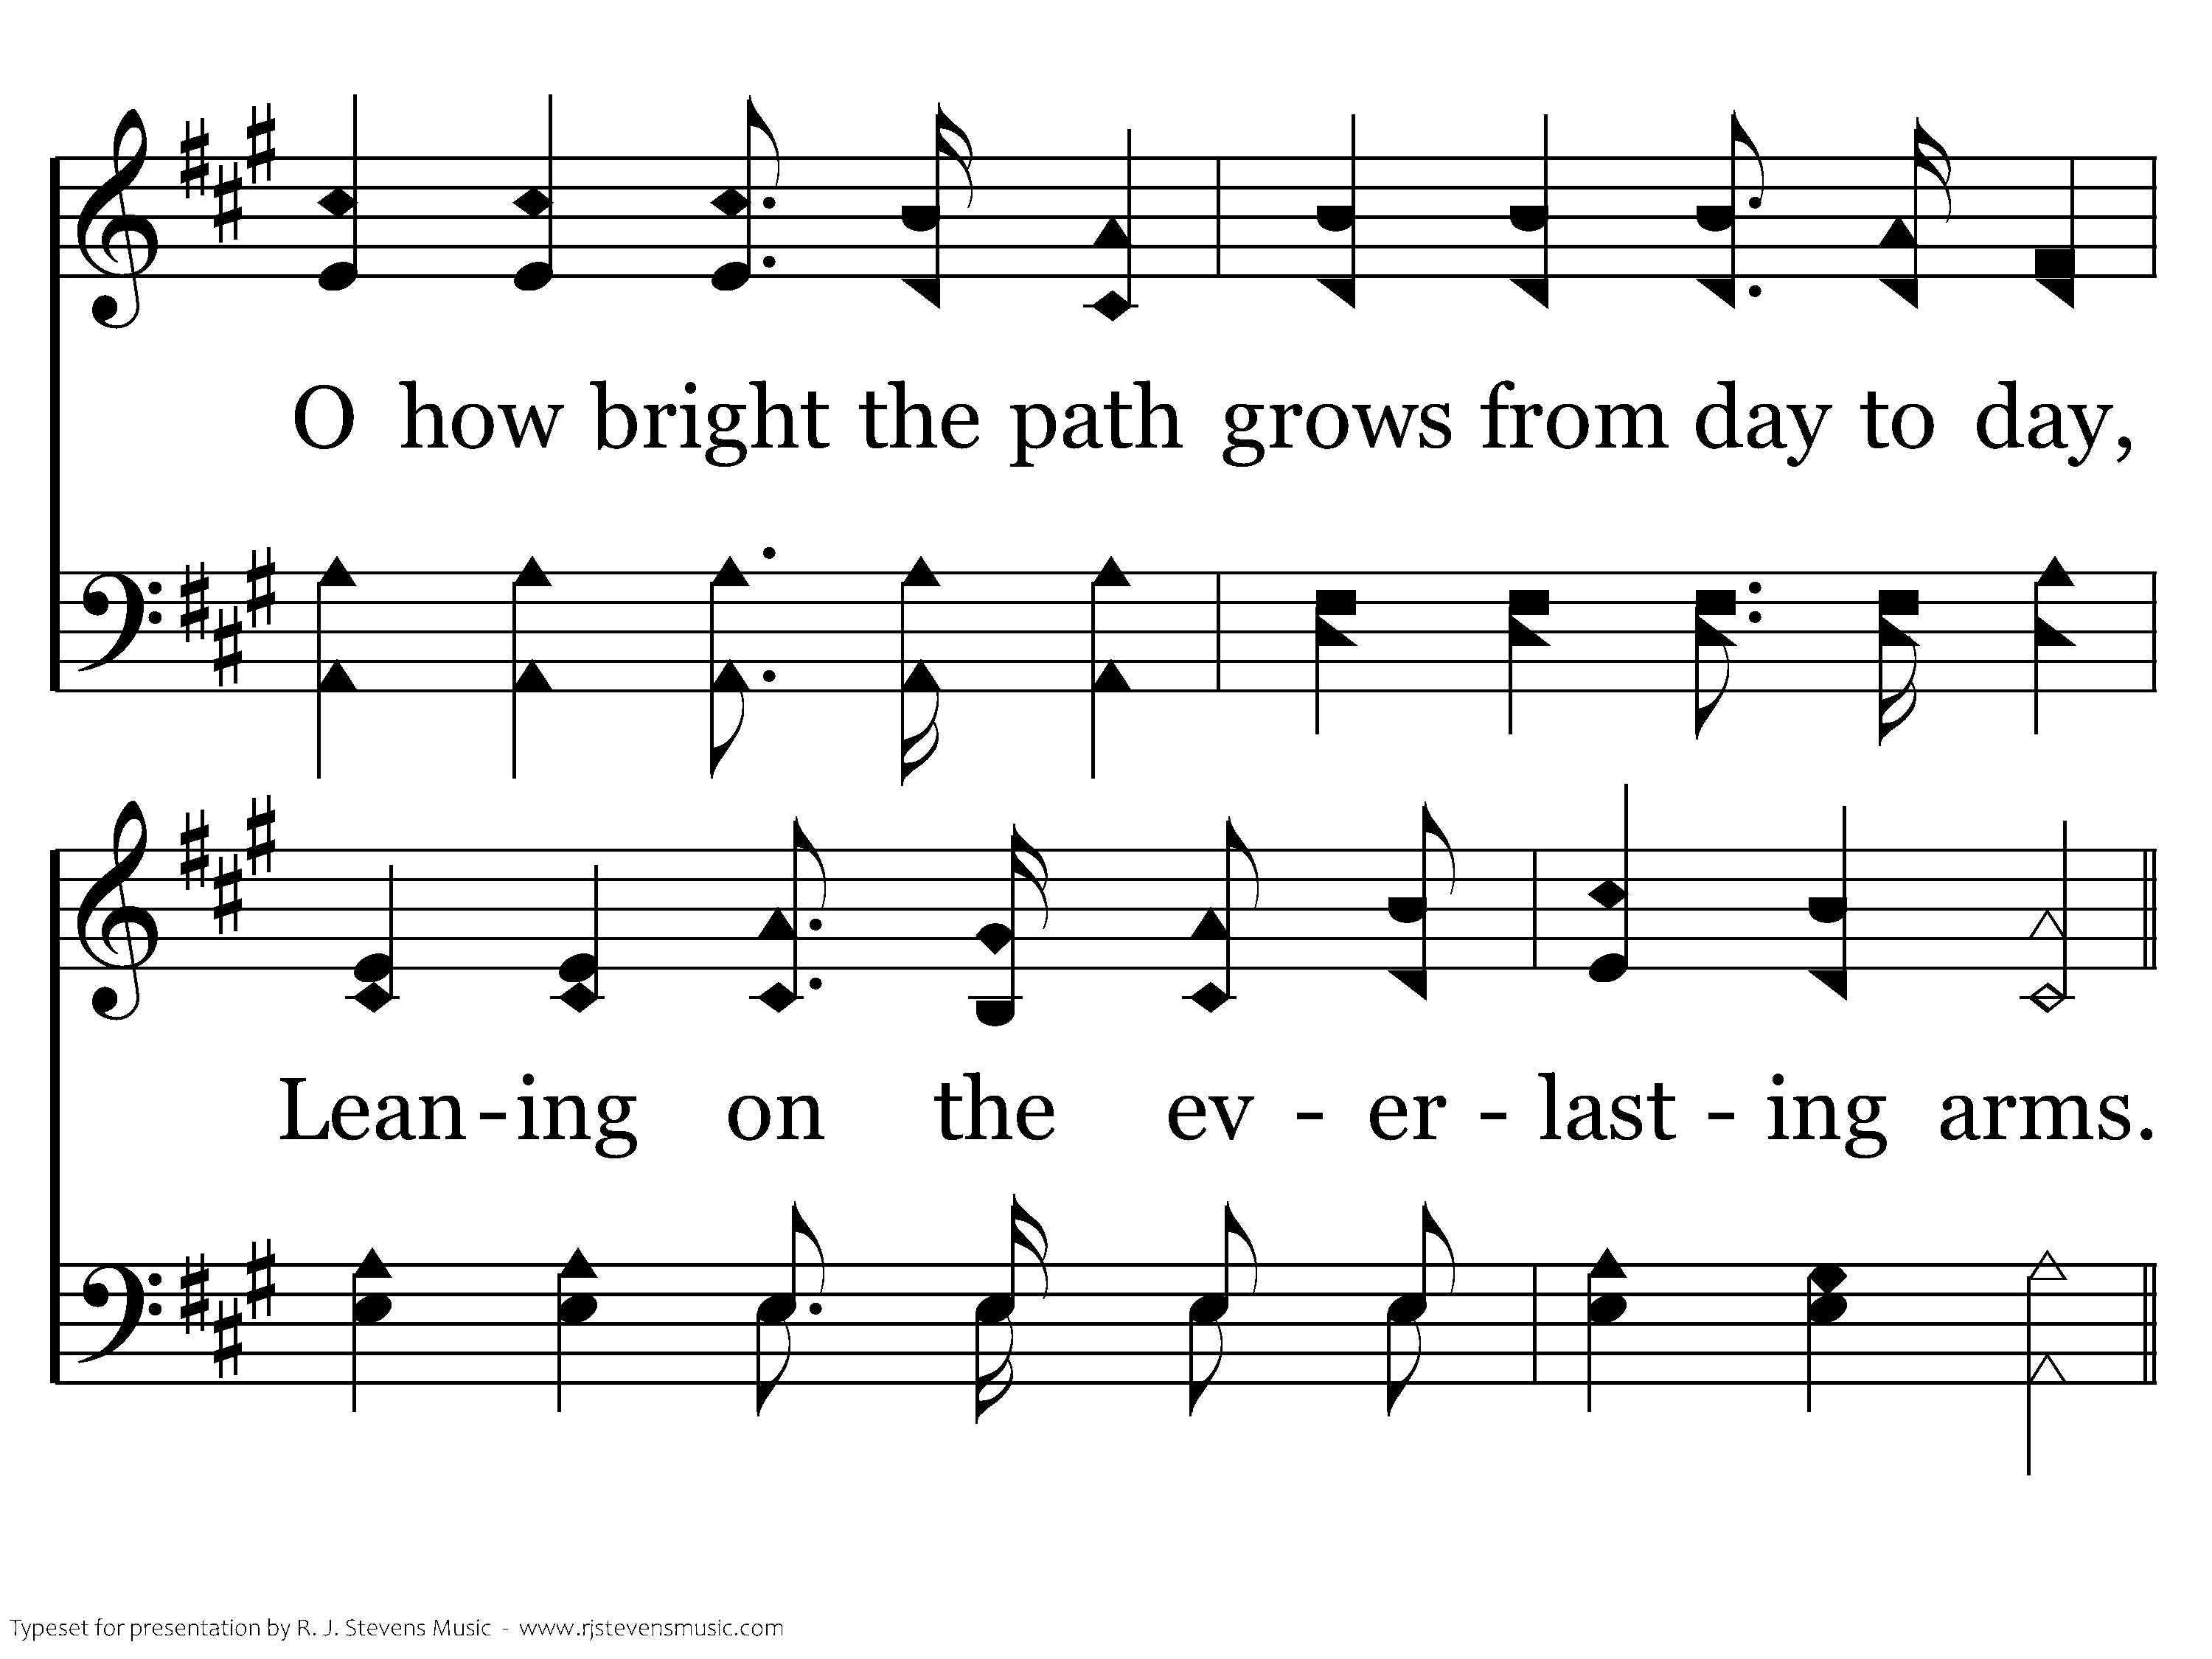 O how bright the path grows from day to day,
Lean-ing on the ev - er - last - ing arms.
Typeset for presentation by R. J. Stevens Music - www.rjstevensmusic.com